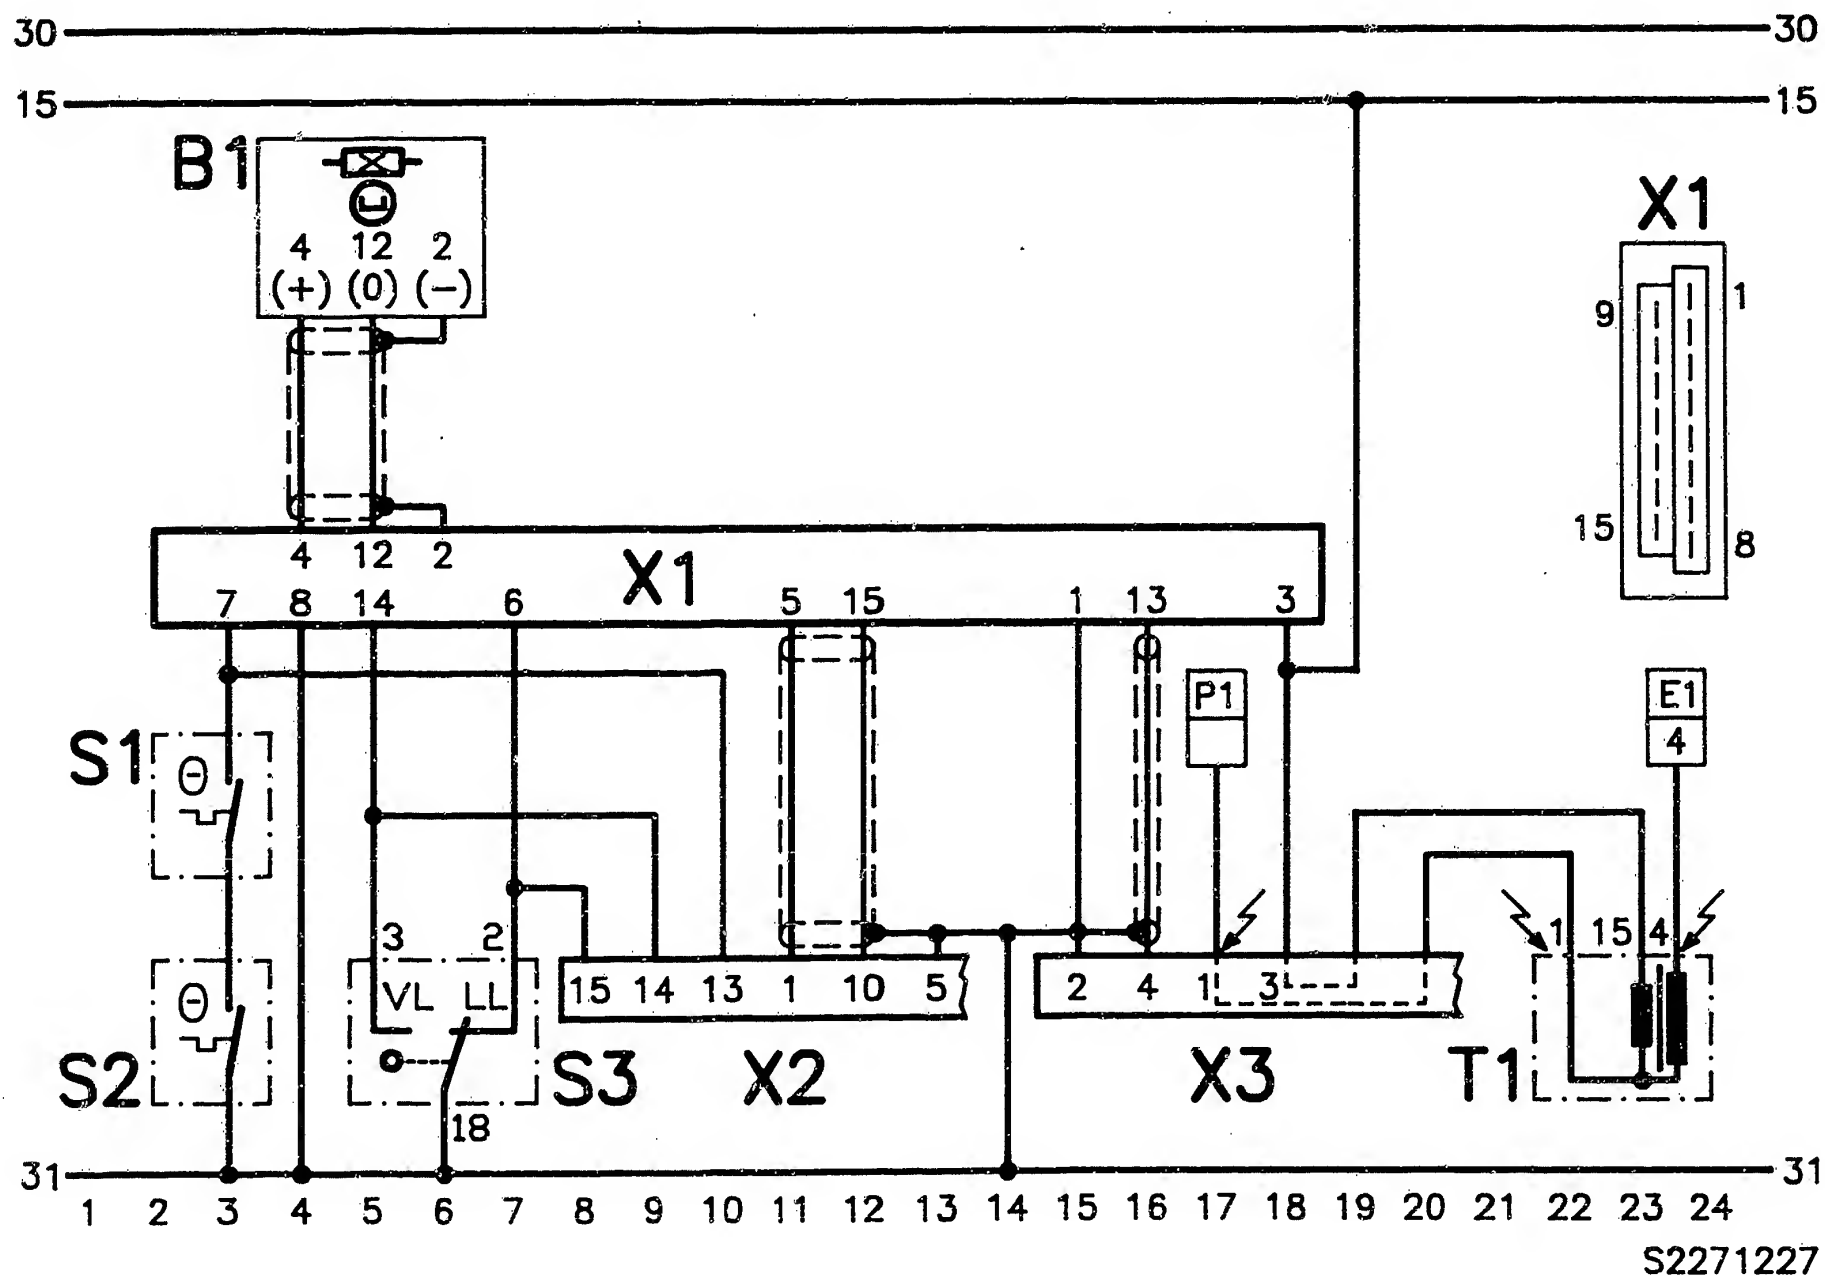 30 30
15 15
B1
4 12 2
(+) (0) (−)
X1
9 1
15 8
4 12 2
X1
7 8 14 6 5 15 1 13 3
P1
E1
4
S1
Θ
3 2
1 15 4
VL LL
15 14 13 1 10 5
2 4 1 3
Θ
S2
S3
X2
X3
T1
18
31 31
1 2 3 4 5 6 7 8 9 10 11 12 13 14 15 16 17 18 19 20 21 22 23 24
S2271227